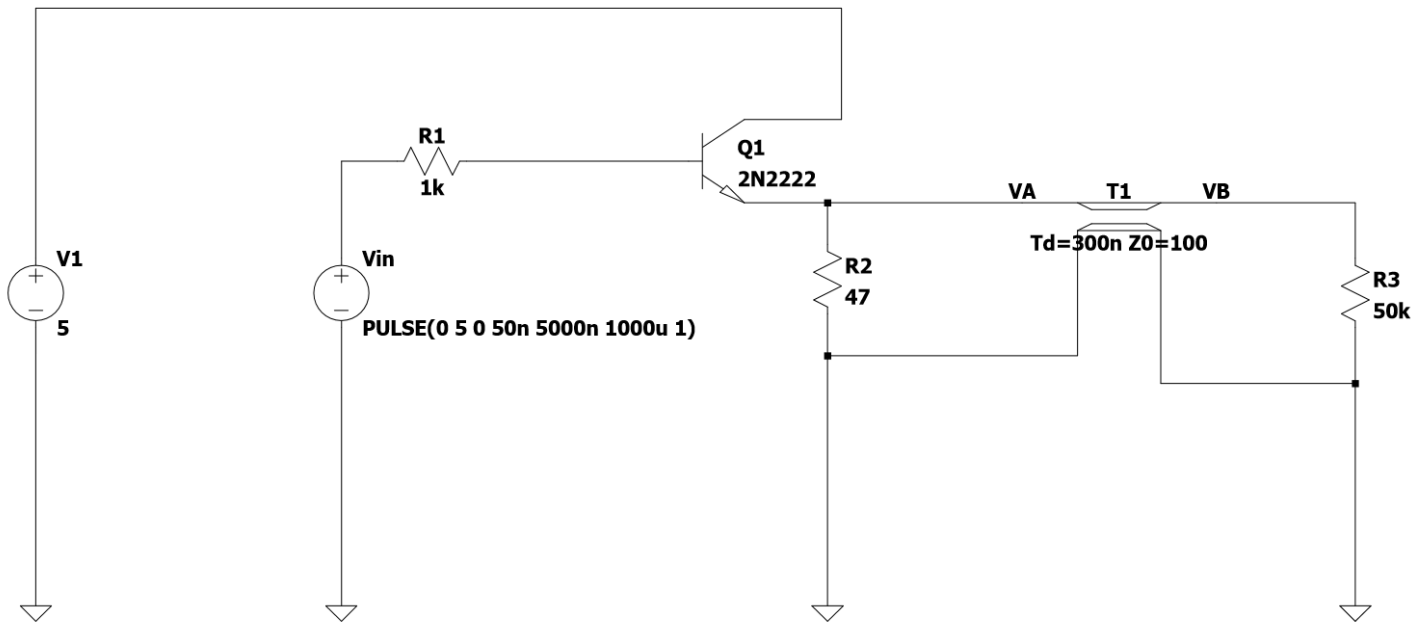 R1
1k
Q1
2N2222
VA
T1
VB
Td=300n Z0=100
V1
5
Vin
PULSE(0 5 0 50n 5000n 1000u 1)
R2
47
R3
50k